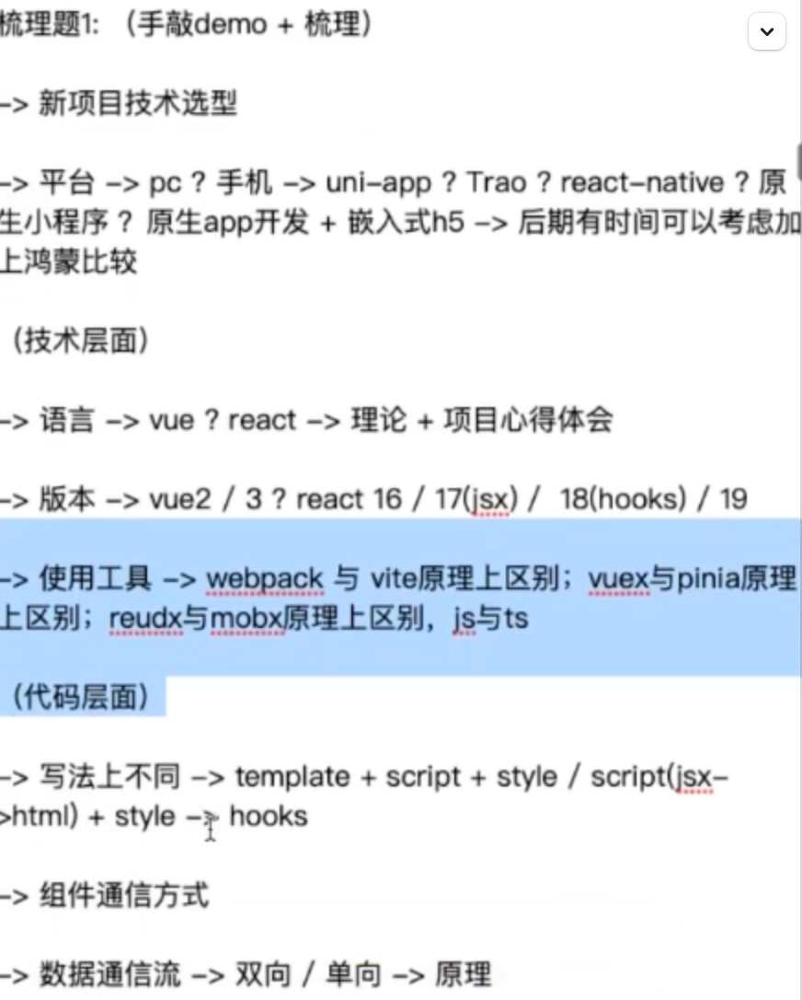 梳理题1: （手敲demo + 梳理）
–> 新项目技术选型
–> 平台 –> pc ? 手机 –> uni–app ? Trao ? react–native ? 原
生小程序 ? 原生app开发 + 嵌入式h5 –> 后期有时间可以考虑加
上鸿蒙比较
（技术层面）
–> 语言 –> vue ? react –> 理论 + 项目心得体会
–> 版本 –> vue2 / 3 ? react 16 / 17(jsx) / 18(hooks) / 19
–> 使用工具 –> webpack 与 vite原理上区别；vuex与pinia原理
上区别；reudx与mobx原理上区别，js与ts
（代码层面）
–> 写法上不同 –> template + script + style / script(jsx–
>html) + style –> hooks
–> 组件通信方式
–> 数据通信流 –> 双向 / 单向 –> 原理